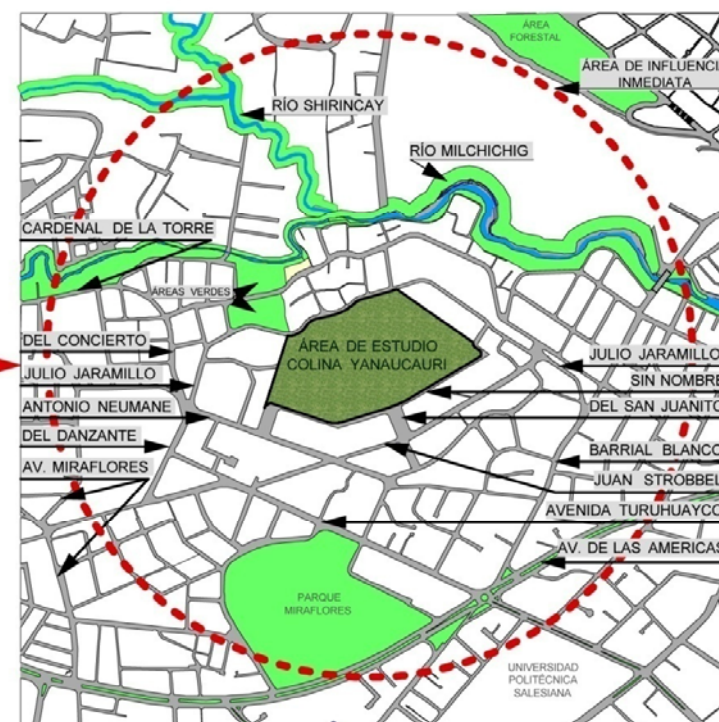 ÁREA
FORESTAL
ÁREA DE INFLUENCI
INMEDIATA
RÍO SHIRINCAY
RÍO MILCHICHIG
CARDENAL DE LA TORRE
ÁREAS VERDES
ÁREA DE ESTUDIO
COLINA YANAUCAURI
DEL CONCIERTO
JULIO JARAMILLO
ANTONIO NEUMANE
DEL DANZANTE
AV. MIRAFLORES
JULIO JARAMILLO
SIN NOMBRE
DEL SAN JUANITO
BARRIAL BLANCO
JUAN STROBBEL
AVENIDA TURUHUAYCO
AV. DE LAS AMERICAS
PARQUE
MIRAFLORES
UNIVERSIDAD
POLITÉCNICA
SALESIANA